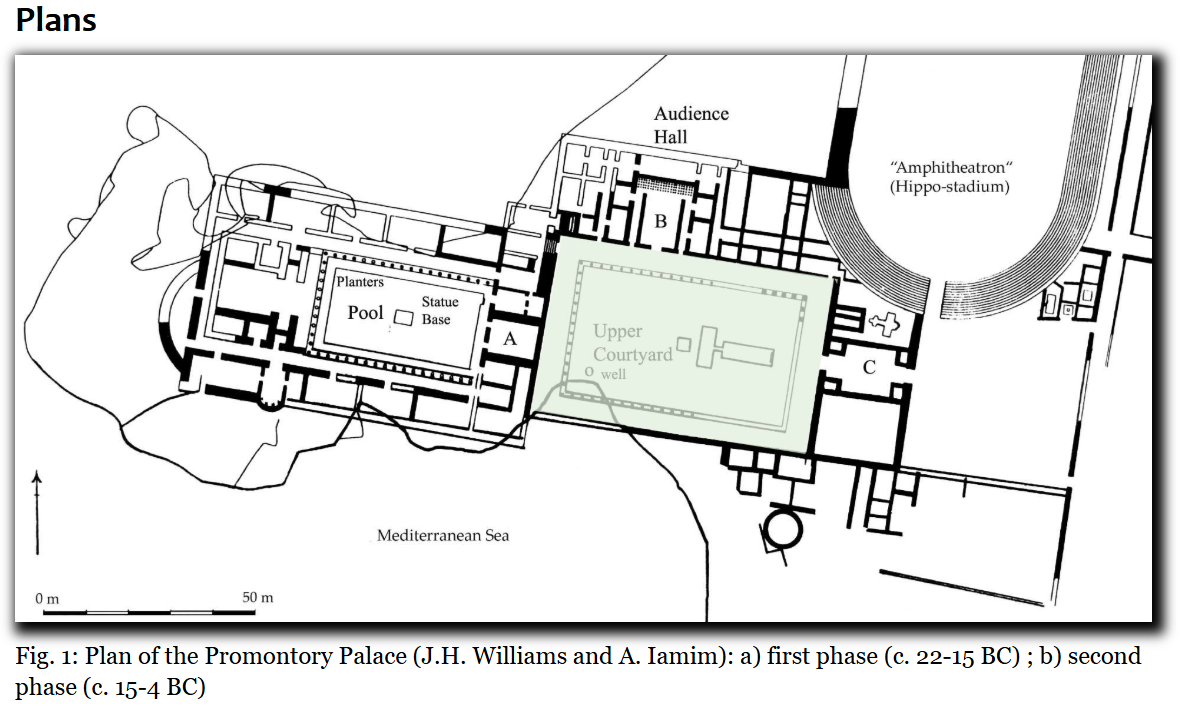 Plans
Audience
Hall
"Amphitheatron"
(Hippo-stadium)
B
Planters
Pool
Statue
Base
A
Upper
Courtyard
well
C
Mediterranean Sea
0 m
50 m
Fig. 1: Plan of the Promontory Palace (J.H. Williams and A. Iamim): a) first phase (c. 22-15 BC) ; b) second
phase (c. 15-4 BC)